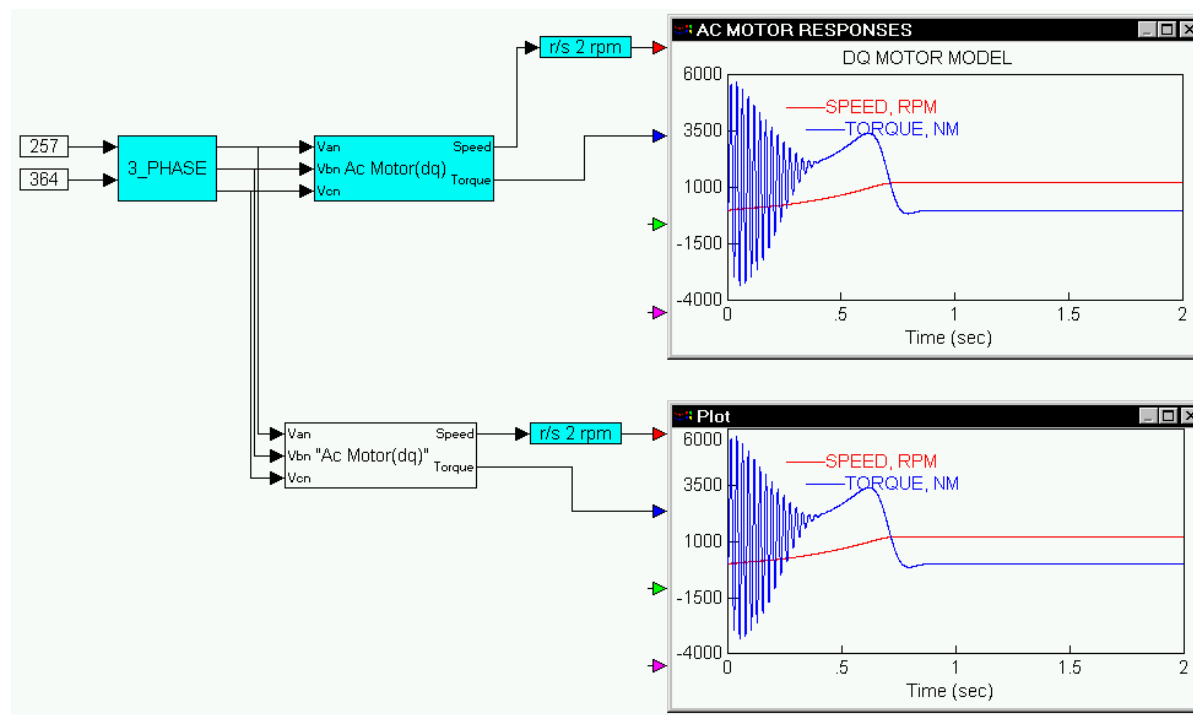 r/s 2 rpm
257
364
3_PHASE
Van
Vbn
Vcn
Ac Motor(dq)
Speed
Torque
AC MOTOR RESPONSES
DQ MOTOR MODEL
SPEED, RPM
TORQUE, NM
6000
3500
1000
-1500
-4000
0
.5
1
1.5
2
Time (sec)
Van
Vbn
Vcn
"Ac Motor(dq)"
Speed
Torque
r/s 2 rpm
Plot
SPEED, RPM
TORQUE, NM
6000
3500
1000
-1500
-4000
0
.5
1
1.5
2
Time (sec)